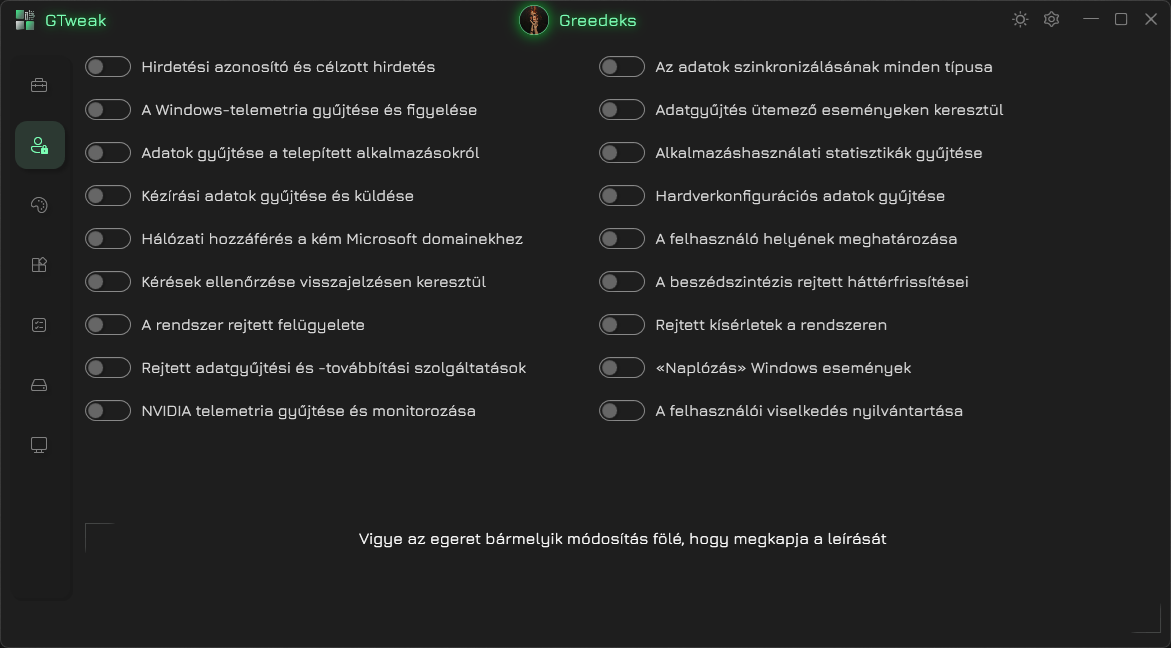 GTweak
Greedeks
Hirdetési azonosító és célzott hirdetés
Az adatok szinkronizálásának minden típusa
A Windows-telemetria gyűjtése és figyelése
Adatgyűjtés ütemező eseményeken keresztül
Adatok gyűjtése a telepített alkalmazásokról
Alkalmazáshasználati statisztikák gyűjtése
Kézírási adatok gyűjtése és küldése
Hardverkonfigurációs adatok gyűjtése
Hálózati hozzáférés a kém Microsoft domainekhez
A felhasználó helyének meghatározása
Kérések ellenőrzése visszajelzésen keresztül
A beszédszintézis rejtett háttérfrissítései
A rendszer rejtett felügyelete
Rejtett kísérletek a rendszeren
Rejtett adatgyűjtési és -továbbítási szolgáltatások
«Naplózás» Windows események
NVIDIA telemetria gyűjtése és monitorozása
A felhasználói viselkedés nyilvántartása
Vigye az egeret bármelyik módosítás fölé, hogy megkapja a leírását